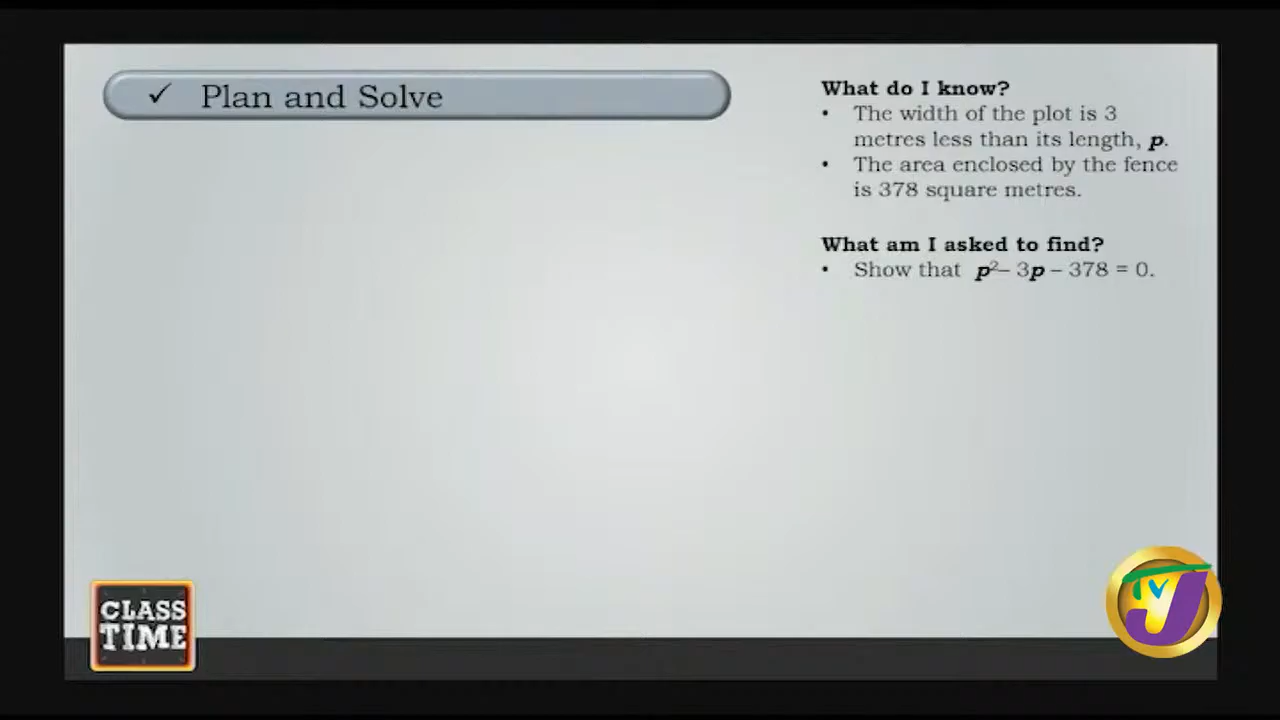 ✓ Plan and Solve
What do I know?
• The width of the plot is 3
metres less than its length, p.
• The area enclosed by the fence
is 378 square metres.
What am I asked to find?
• Show that p²– 3p – 378 = 0.
CLASS
TIME
TVJ